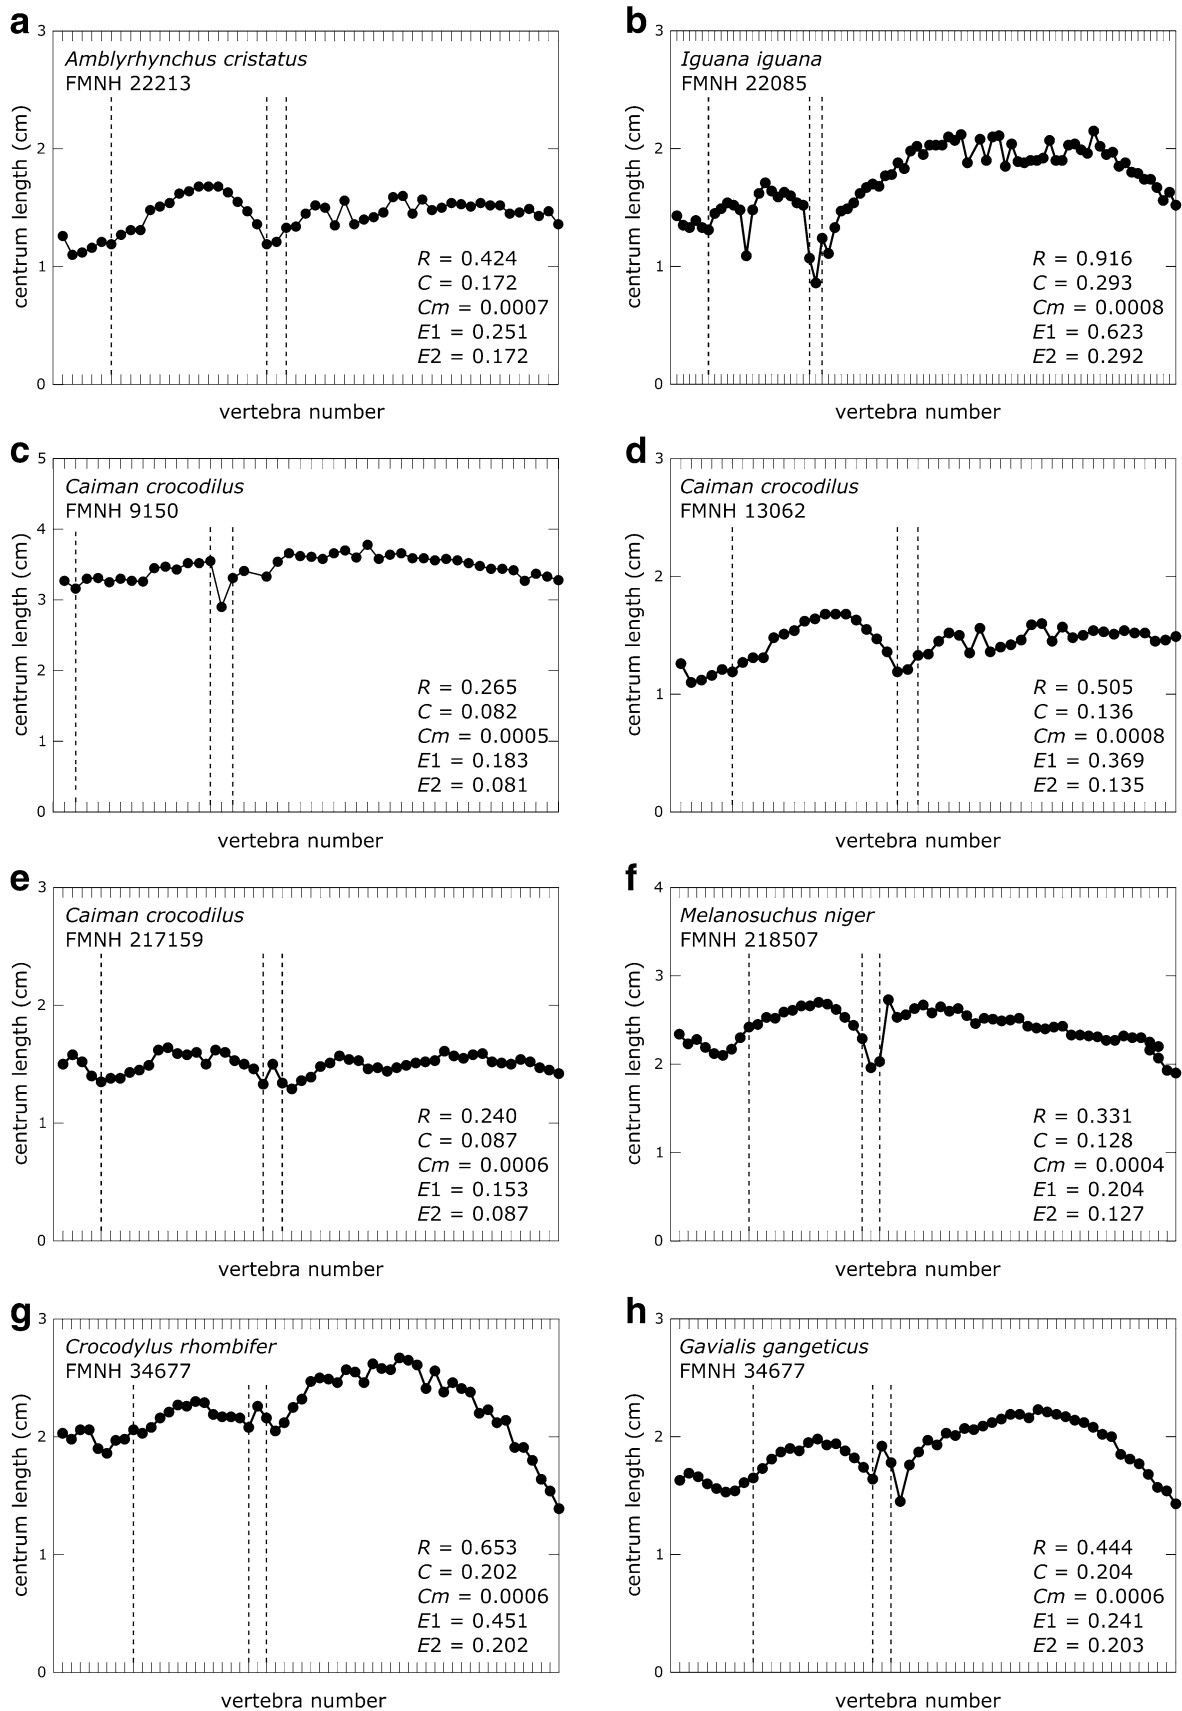 a
3
2
1
0
centrum length (cm)
Amblyrhynchus cristatus
FMNH 22213
R = 0.424
C = 0.172
Cm = 0.0007
E1 = 0.251
E2 = 0.172
vertebra number
b
3
2
1
0
centrum length (cm)
Iguana iguana
FMNH 22085
R = 0.916
C = 0.293
Cm = 0.0008
E1 = 0.623
E2 = 0.292
vertebra number
c
5
4
3
2
1
0
centrum length (cm)
Caiman crocodilus
FMNH 9150
R = 0.265
C = 0.082
Cm = 0.0005
E1 = 0.183
E2 = 0.081
vertebra number
d
3
2
1
0
centrum length (cm)
Caiman crocodilus
FMNH 13062
R = 0.505
C = 0.136
Cm = 0.0008
E1 = 0.369
E2 = 0.135
vertebra number
e
3
2
1
0
centrum length (cm)
Caiman crocodilus
FMNH 217159
R = 0.240
C = 0.087
Cm = 0.0006
E1 = 0.153
E2 = 0.087
vertebra number
f
4
3
2
1
0
centrum length (cm)
Melanosuchus niger
FMNH 218507
R = 0.331
C = 0.128
Cm = 0.0004
E1 = 0.204
E2 = 0.127
vertebra number
g
3
2
1
0
centrum length (cm)
Crocodylus rhombifer
FMNH 34677
R = 0.653
C = 0.202
Cm = 0.0006
E1 = 0.451
E2 = 0.202
vertebra number
h
3
2
1
0
centrum length (cm)
Gavialis gangeticus
FMNH 34677
R = 0.444
C = 0.204
Cm = 0.0006
E1 = 0.241
E2 = 0.203
vertebra number